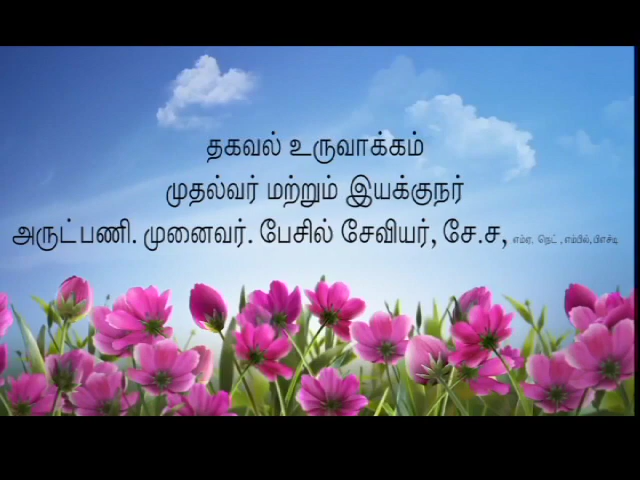 தகவல் உருவாக்கம்
முதல்வர் மற்றும் இயக்குநர்
அருட்பணி. முனைவர். பேசில் சேவியர், சே.ச, எம்ஏ, நெட் ,எம்பில்,பிஎச்டி